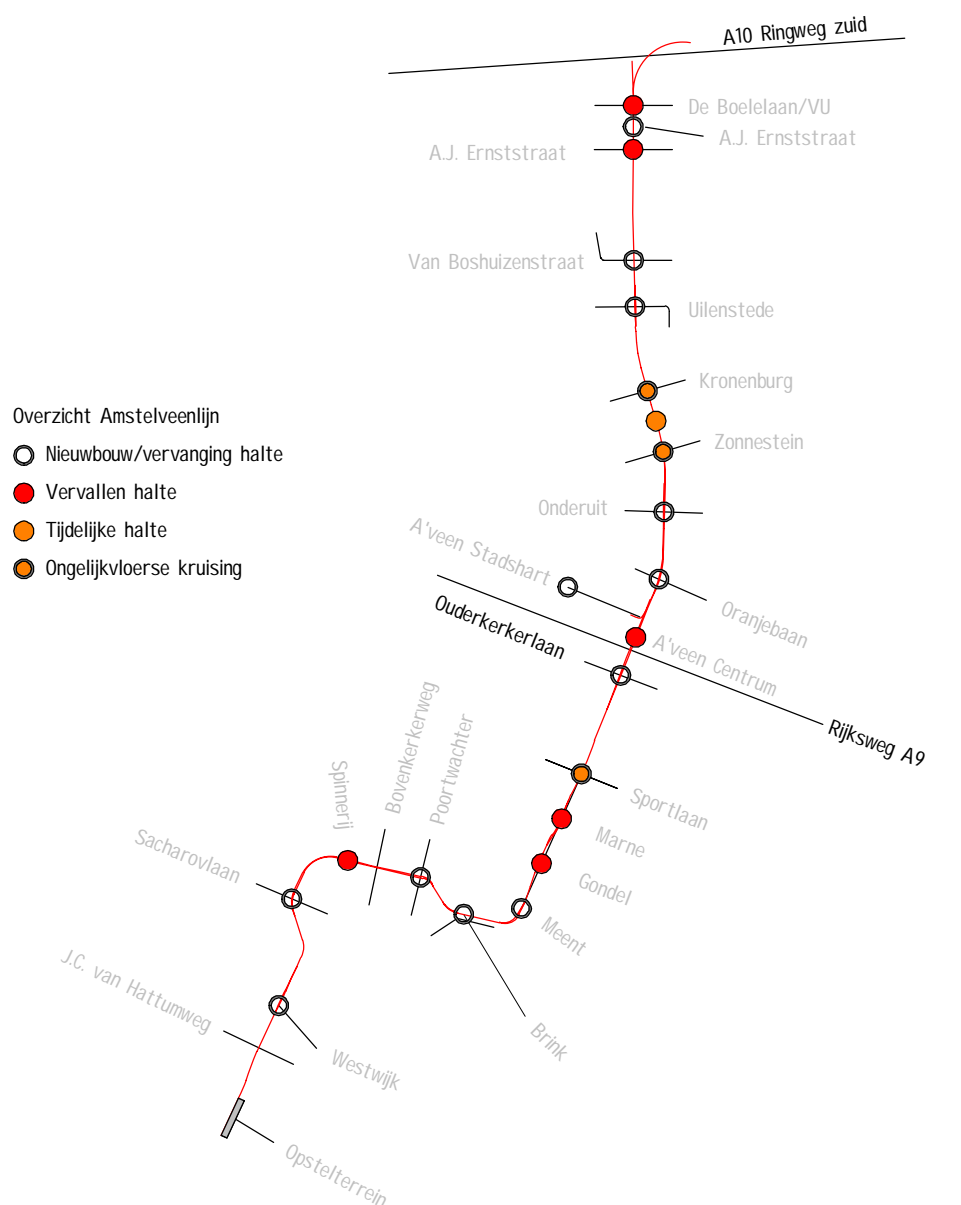 A10 Ringweg zuid
De Boelelaan/VU
A.J. Ernststraat
A.J. Ernststraat
Van Boshuizenstraat
Uilenstede
Kronenburg
Overzicht Amstelveenlijn
Nieuwbouw/vervanging halte
Vervallen halte
Tijdelijke halte
Ongelijkvloerse kruising
Zonnestein
Onderuit
A'veen Stadshart
Oranjebaan
Ouderkerkerlaan
A'veen Centrum
Rijksweg A9
Sportlaan
Marne
Gondel
Meent
Brink
Poortwachter
Bovenkerkerweg
Spinnerij
Sacharovlaan
J.C. van Hattumweg
Westwijk
Opstelterrein